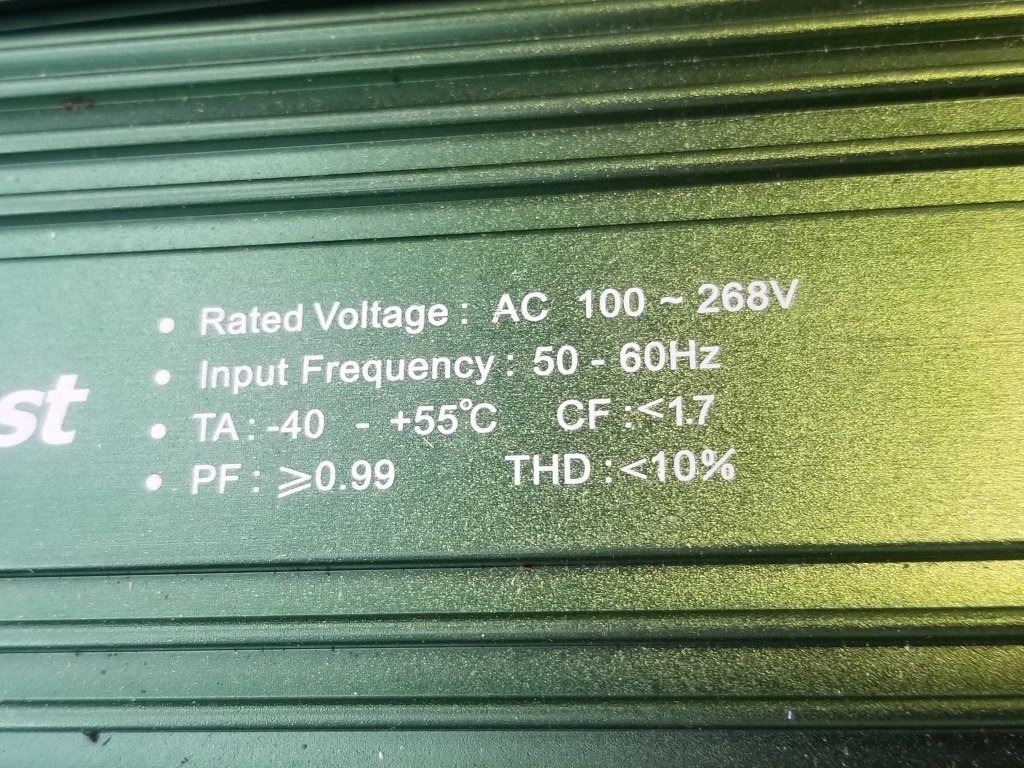 • Rated Voltage : AC 100 ~ 268V
• Input Frequency : 50 - 60Hz
st
• TA : -40 - +55°C CF : <1.7
• PF : ⩾0.99 THD : <10%